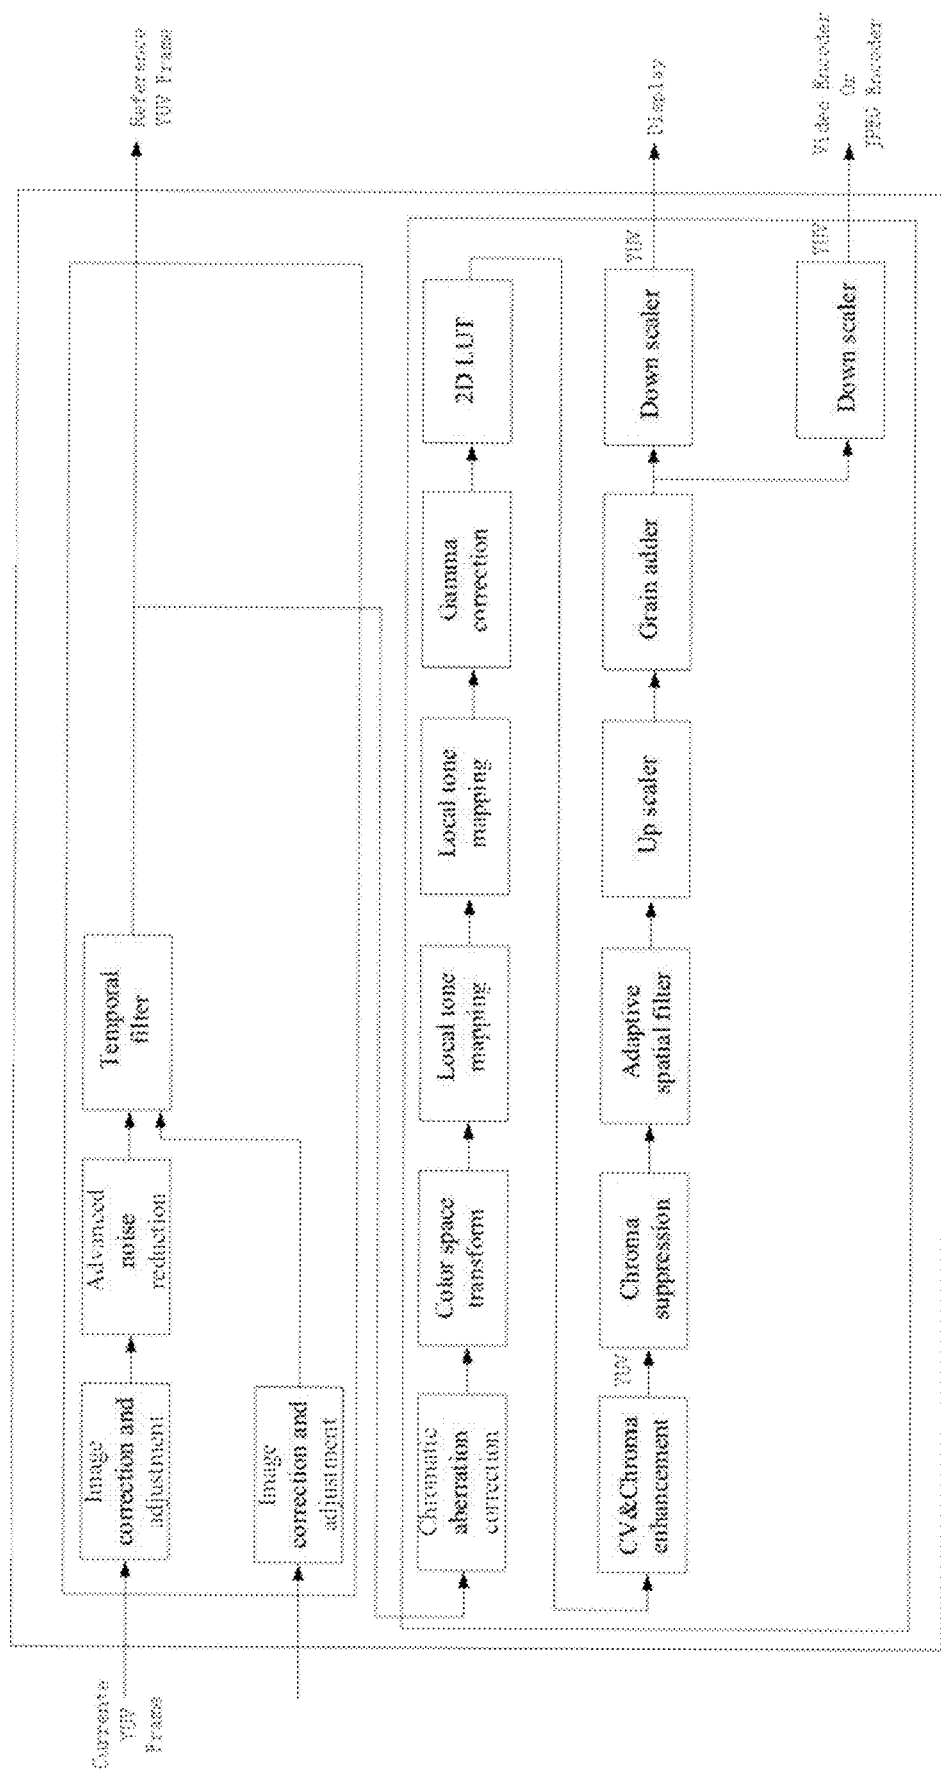 Currente
YUV
Frame
Image
correction and
adjustment
Advanced
noise
reduction
Temporal
filter
Reference
YUV Frame
Image
correction and
adjustment
Chromatic
aberration
correction
Color space
transform
Local tone
mapping
Local tone
mapping
Gamma
correction
2D LUT
CV&Chroma
enhancement
YUV
Chroma
suppression
Adaptive
spatial filter
Up scaler
Grain adder
Down scaler
YUV
Display
Down scaler
YUV
Video Encoder
Or
JPEG Encoder